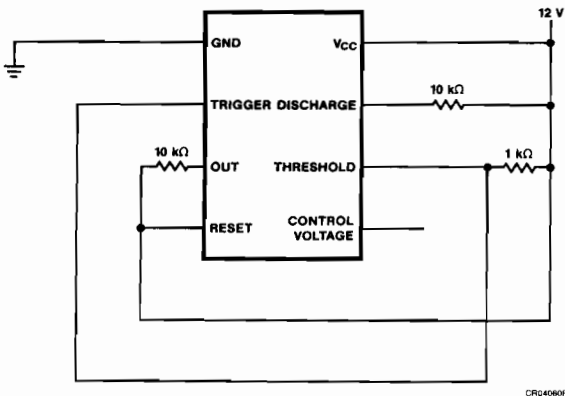 12 V
GND
VCC
10 kΩ
TRIGGER DISCHARGE
10 kΩ
OUT
THRESHOLD
1 kΩ
RESET
CONTROL
VOLTAGE
CR04060F